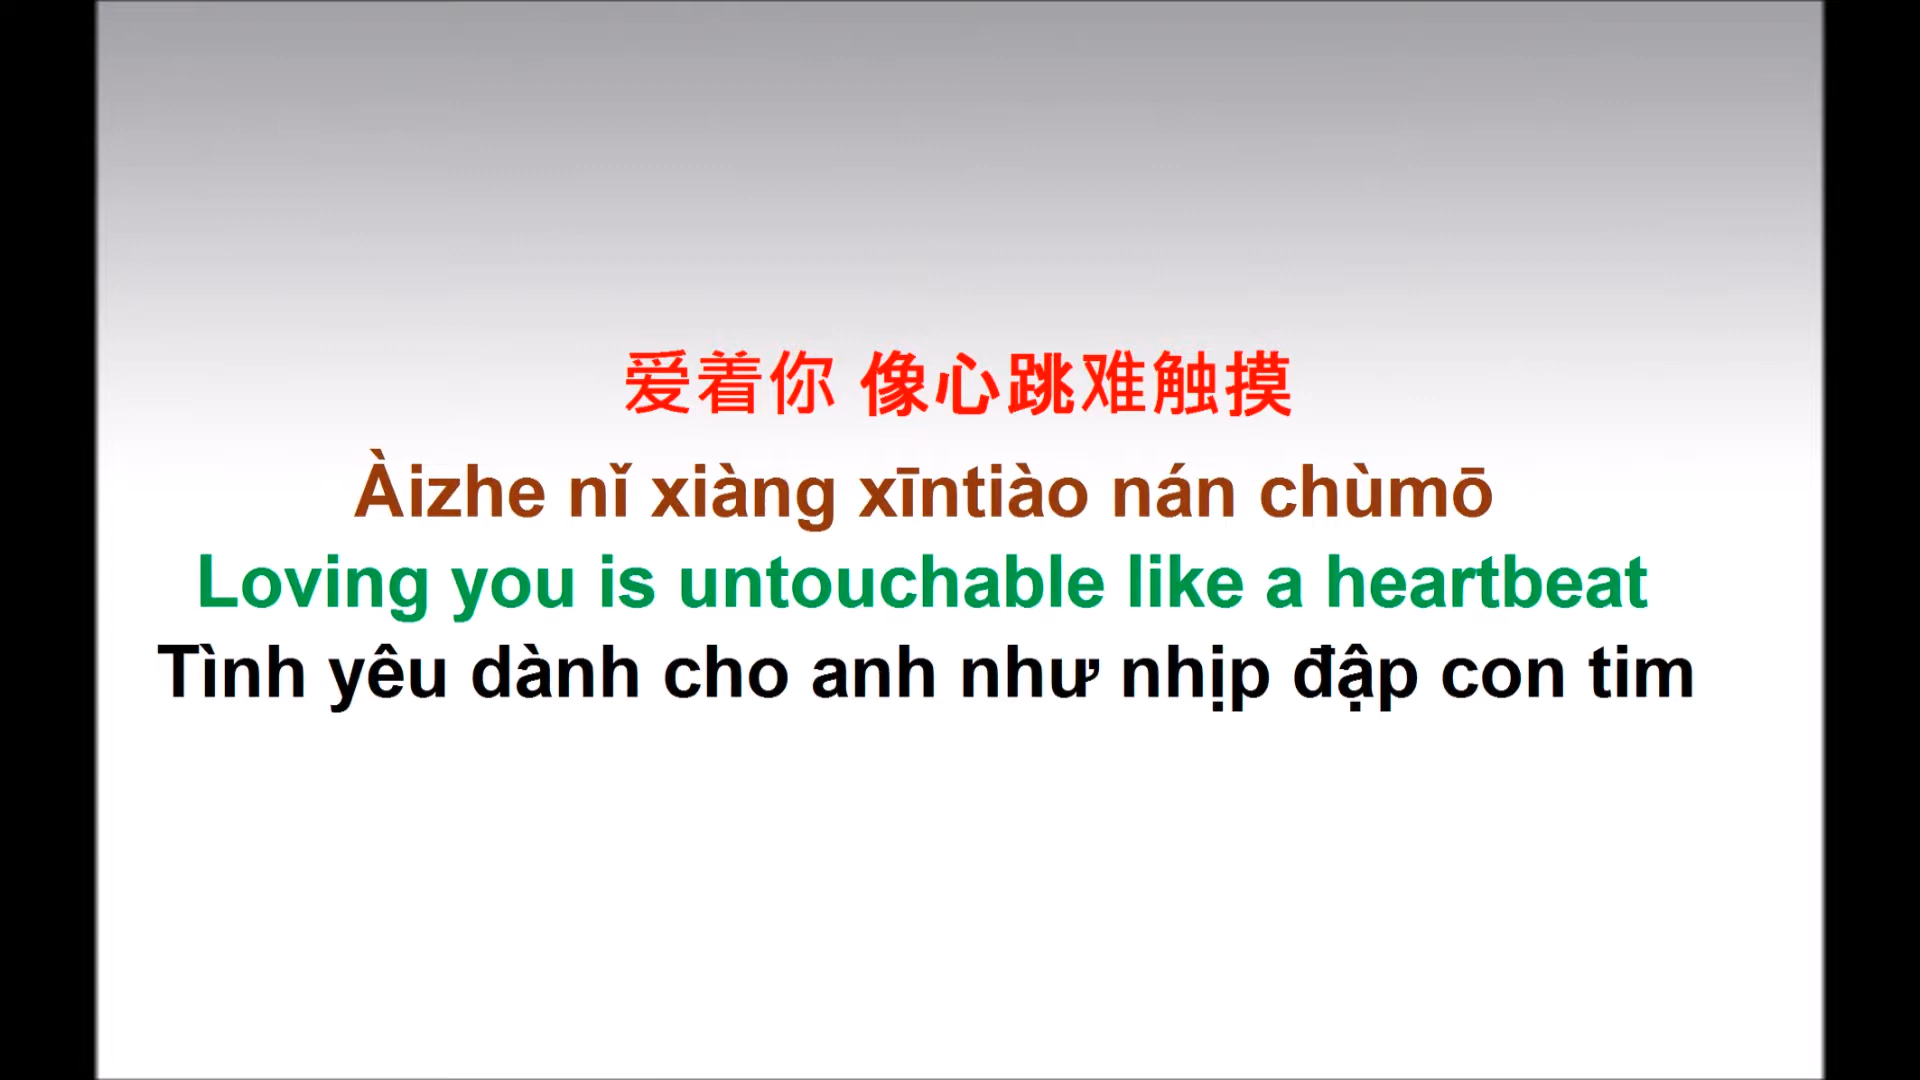 爱着你 像心跳难触摸
Àizhe nǐ xiàng xīntiào nán chùmō
Loving you is untouchable like a heartbeat
Tình yêu dành cho anh như nhịp đập con tim